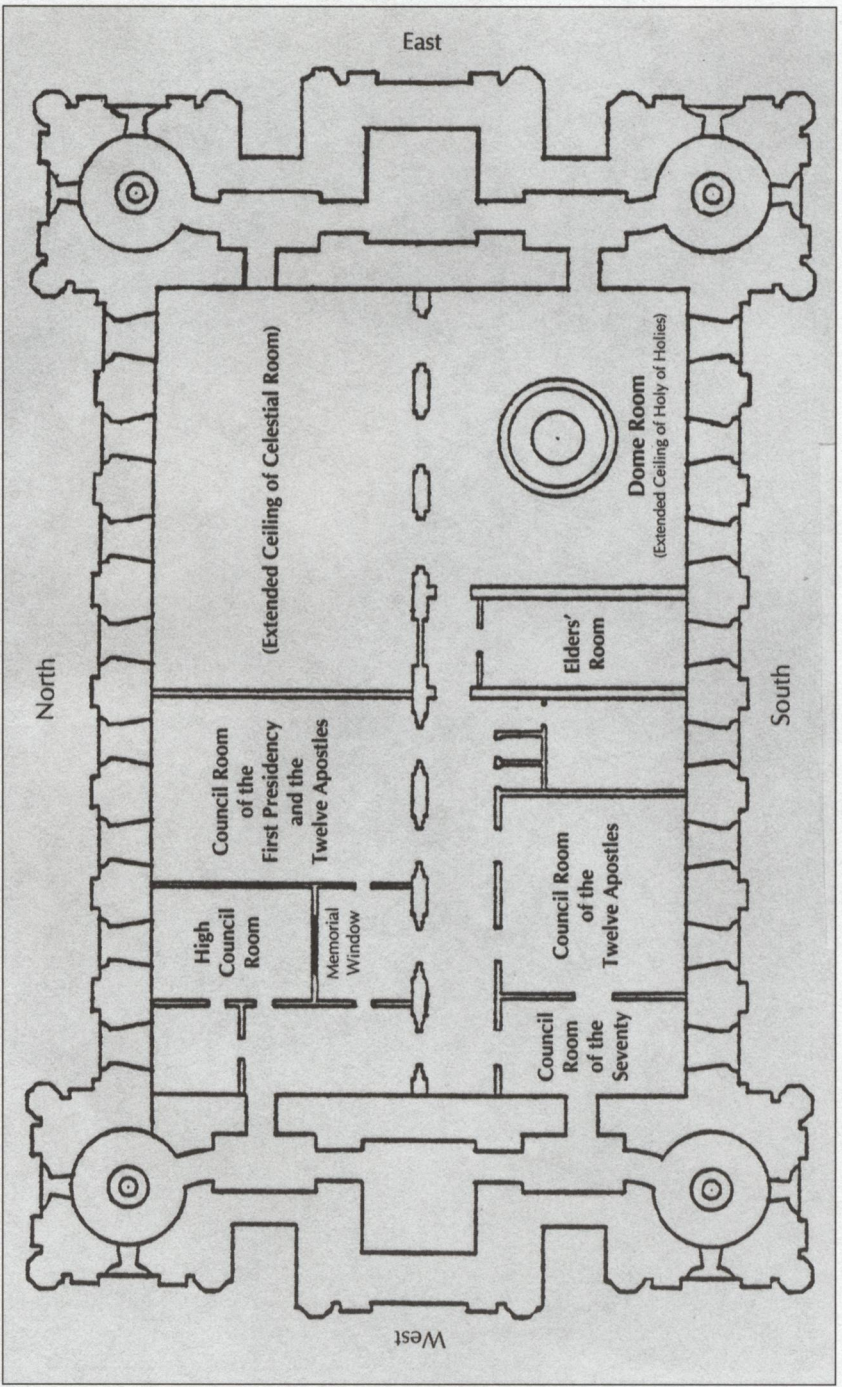 East
North
South
West
(Extended Ceiling of Celestial Room)
Dome Room
(Extended Ceiling of Holy of Holies)
Elders'
Room
Council Room
of the
First Presidency
and the
Twelve Apostles
High
Council
Room
Memorial
Window
Council Room
of the
Twelve Apostles
Council
Room
of the
Seventy